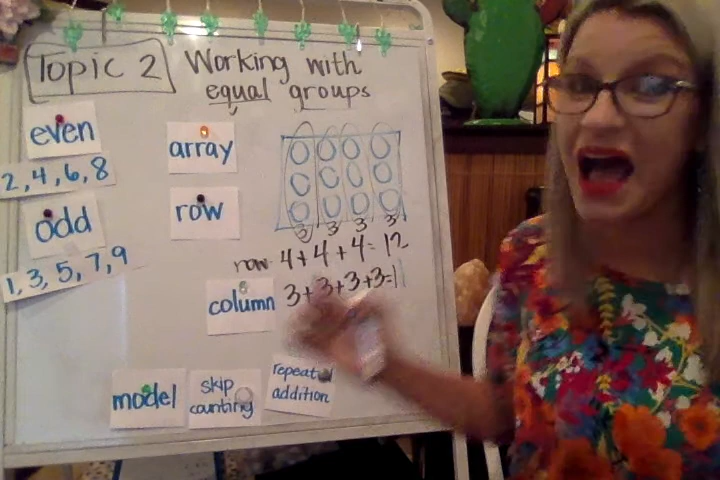 Topic 2 Working with
equal groups
even
2, 4, 6, 8
odd
1, 3, 5, 7, 9
array
row
column
3 3 3 3
row 4+4+4=12
3+3+3+3=1
model
skip
counting
repeat
addition